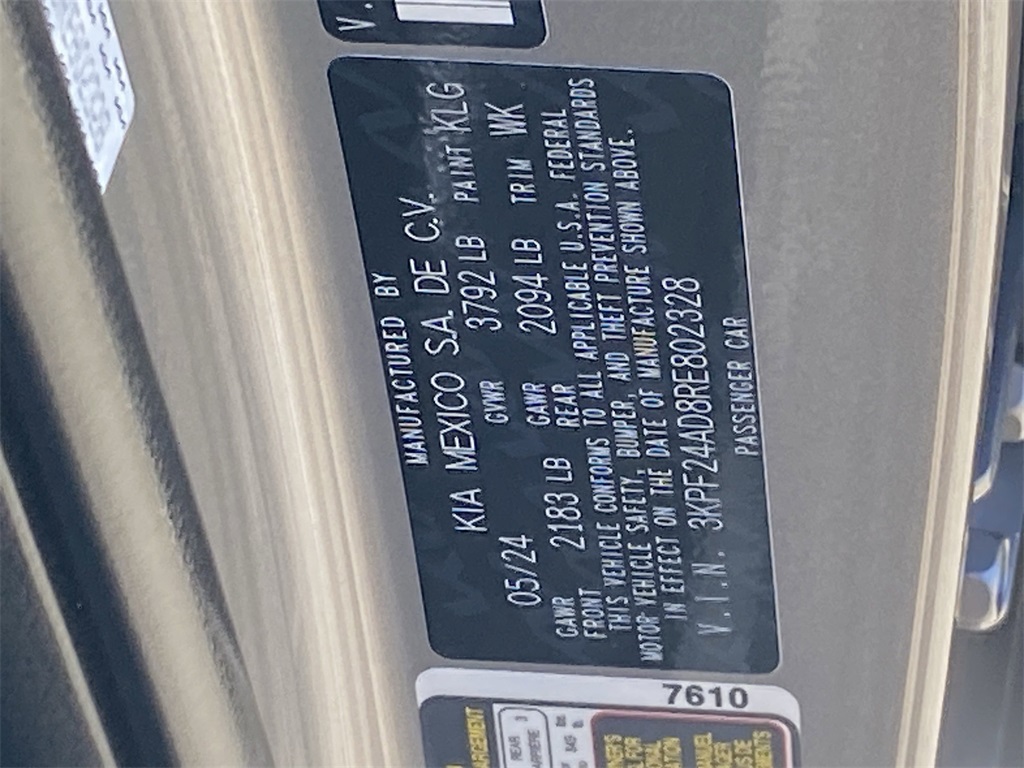 V.
MANUFACTURED BY
KIA MEXICO S.A. DE C.V.
05/24 GVWR 3792 LB PAINT KLG
GAWR FRONT 2183 LB GAWR REAR 2094 LB TRIM WK
THIS VEHICLE CONFORMS TO ALL APPLICABLE U.S.A. FEDERAL
MOTOR VEHICLE SAFETY, BUMPER, AND THEFT PREVENTION STANDARDS
IN EFFECT ON THE DATE OF MANUFACTURE SHOWN ABOVE.
V.I.N. 3KPF24AD8RE802328
PASSENGER CAR
7610
REAR 3